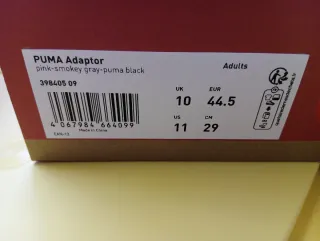 PUMA Adaptor
pink-smokey gray-puma black
Adults
398405 09
UK EUR
10 44.5
US CM
11 29
4 067984 664099
Made in China